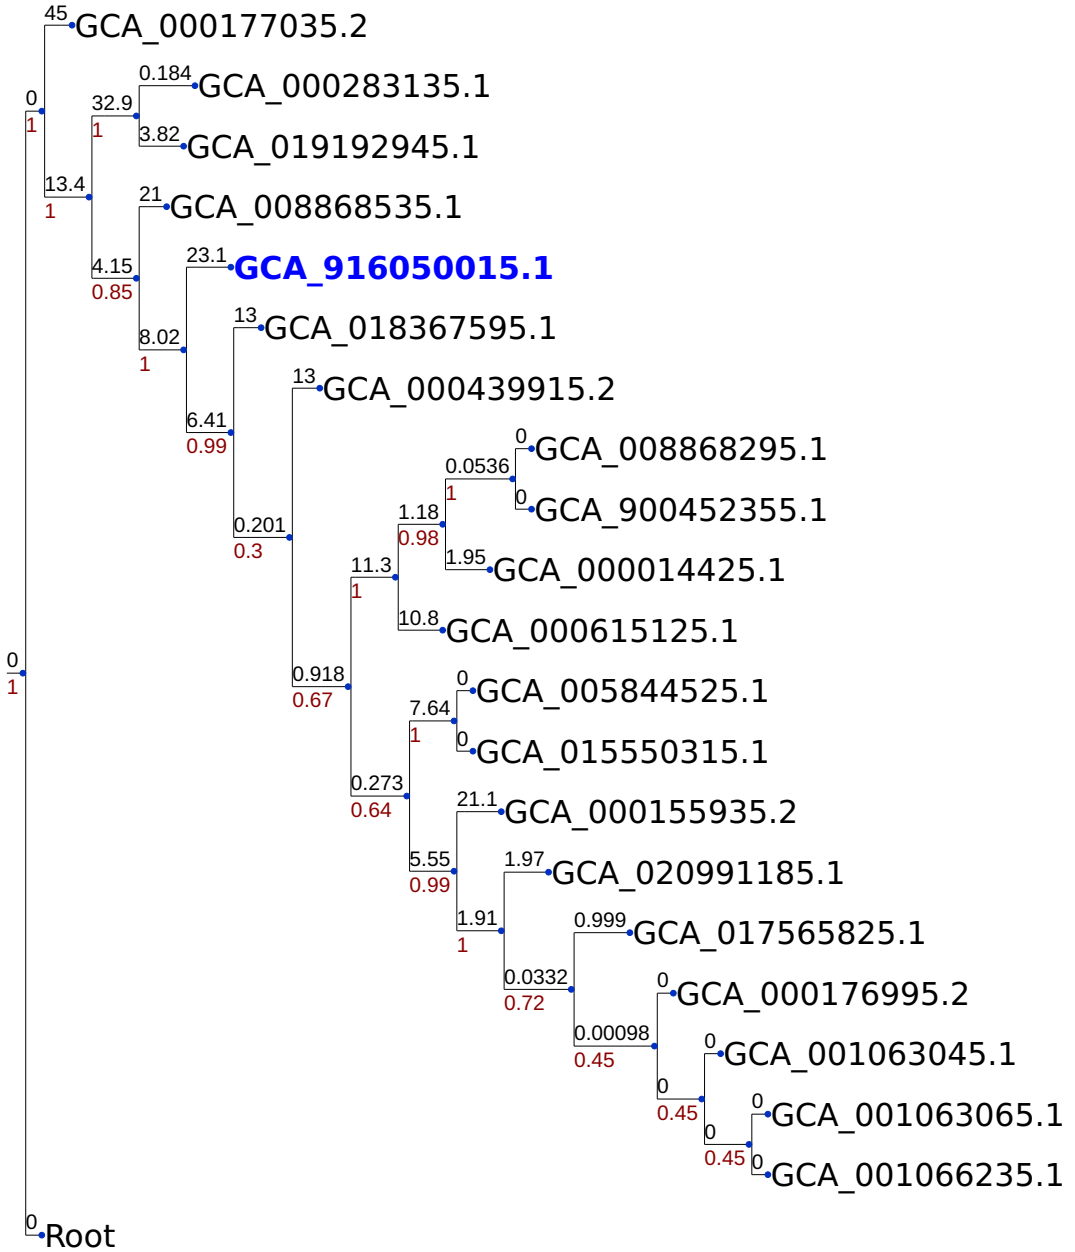 45 GCA_000177035.2
0.184 GCA_000283135.1
0
32.9
1
1
3.82 GCA_019192945.1
13.4
21 GCA_008868535.1
1
23.1 GCA_916050015.1
4.15
0.85
13 GCA_018367595.1
8.02
1
13 GCA_000439915.2
6.41
0.99
0 GCA_008868295.1
0.0536
1
0 GCA_900452355.1
1.18
0.201
0.98
0.3
1.95 GCA_000014425.1
11.3
1
10.8 GCA_000615125.1
0
1
0.918
0.67
0 GCA_005844525.1
7.64
1
0 GCA_015550315.1
0.273
0.64
21.1 GCA_000155935.2
5.55
0.99
1.97 GCA_020991185.1
1.91
1
0.999 GCA_017565825.1
0.0332
0.72
0 GCA_000176995.2
0.00098
0.45
0 GCA_001063045.1
0
0.45
0 GCA_001063065.1
0
0.45
0 GCA_001066235.1
0 Root